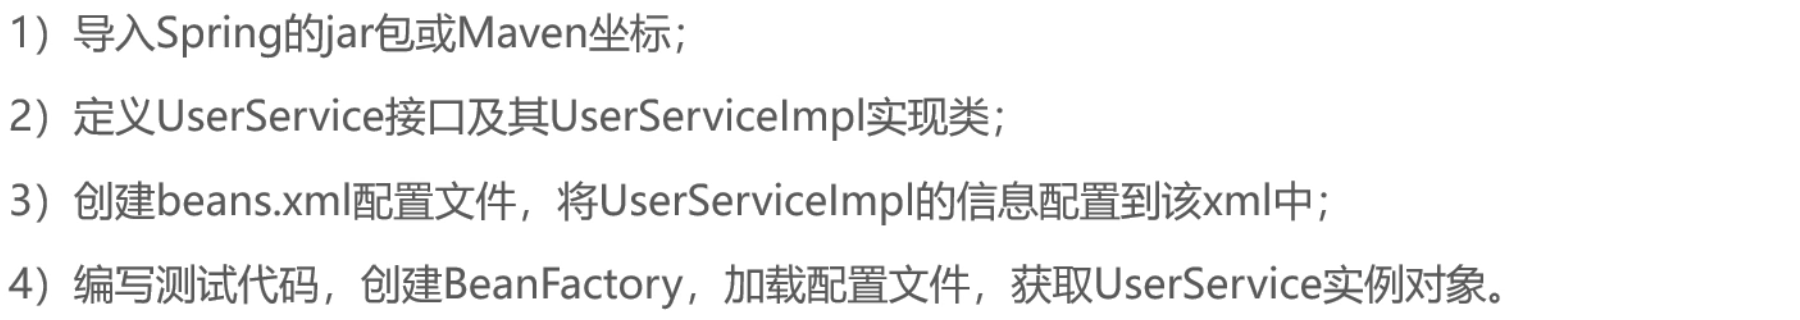 1）导入Spring的jar包或Maven坐标；
2）定义UserService接口及其UserServiceImpl实现类；
3）创建beans.xml配置文件，将UserServiceImpl的信息配置到该xml中；
4）编写测试代码，创建BeanFactory，加载配置文件，获取UserService实例对象。